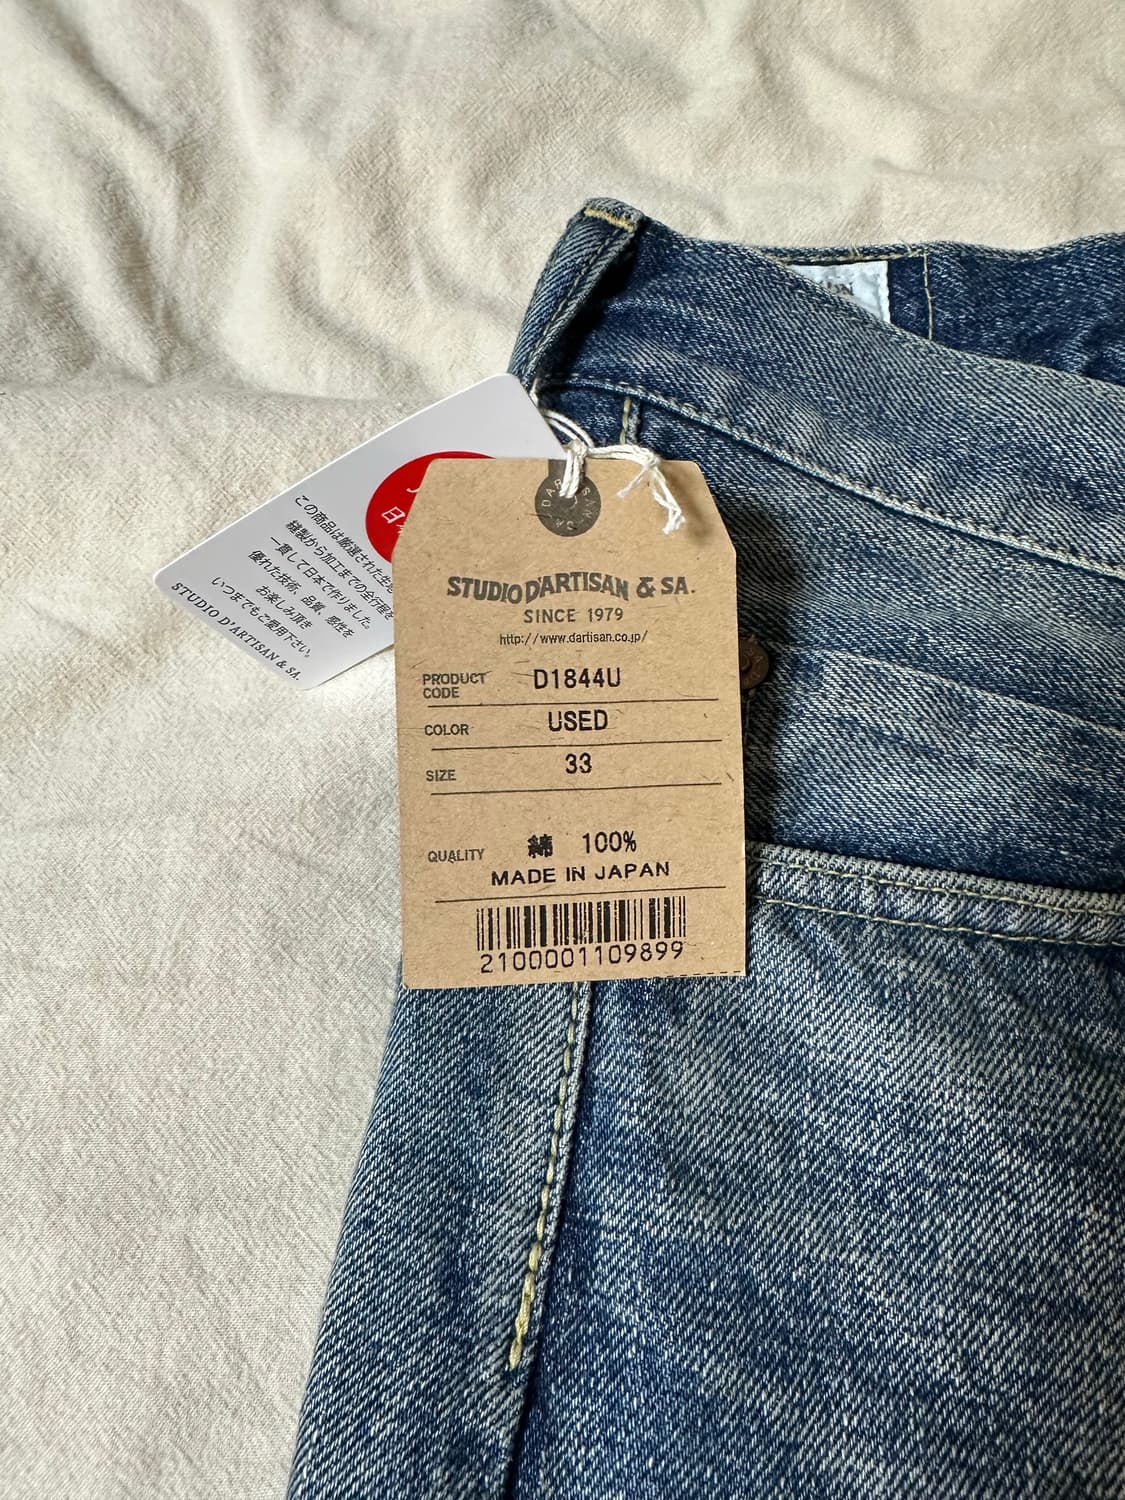 この商品は厳選された生
縫製から加工までの全行程を
一貫して日本で作りました
優れた技術、品質、感性を
お楽しみ頂き
いつまでもご愛用下さい。
STUDIO D'ARTISAN & SA.
STUDIO D'ARTISAN & SA.
SINCE 1979
http://www.dartisan.co.jp/
PRODUCT CODE D1844U
COLOR USED
SIZE 33
QUALITY 綿 100%
MADE IN JAPAN
2100001109899